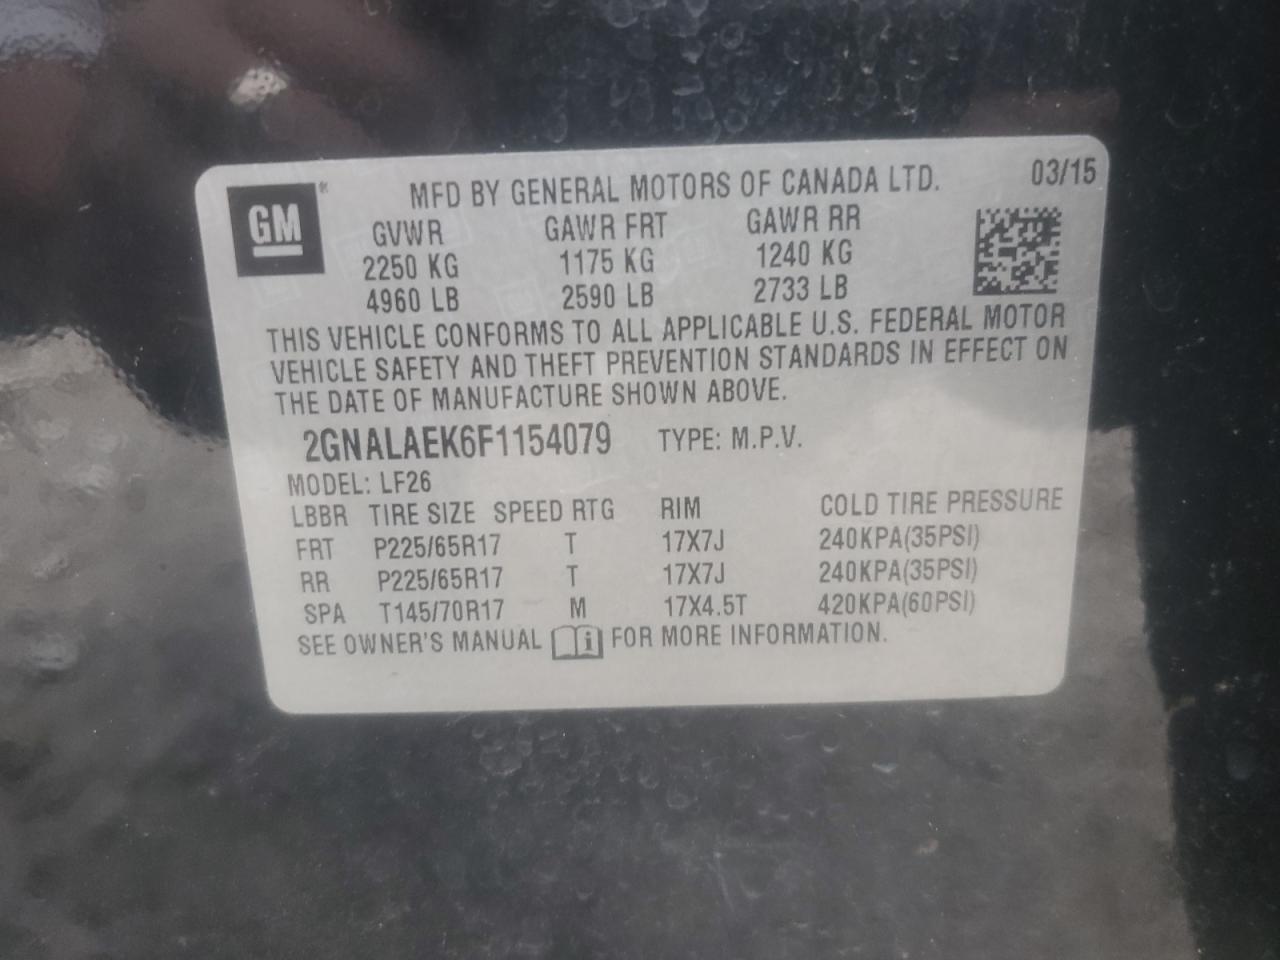 GM
MFD BY GENERAL MOTORS OF CANADA LTD. 03/15
GVWR GAWR FRT GAWR RR
2250 KG 1175 KG 1240 KG
4960 LB 2590 LB 2733 LB
THIS VEHICLE CONFORMS TO ALL APPLICABLE U.S. FEDERAL MOTOR
VEHICLE SAFETY AND THEFT PREVENTION STANDARDS IN EFFECT ON
THE DATE OF MANUFACTURE SHOWN ABOVE.
2GNALAEK6F1154079 TYPE: M.P.V.
MODEL: LF26
LBBR TIRE SIZE SPEED RTG RIM COLD TIRE PRESSURE
FRT P225/65R17 T 17X7J 240KPA(35PSI)
RR P225/65R17 T 17X7J 240KPA(35PSI)
SPA T145/70R17 M 17X4.5T 420KPA(60PSI)
SEE OWNER'S MANUAL i FOR MORE INFORMATION.